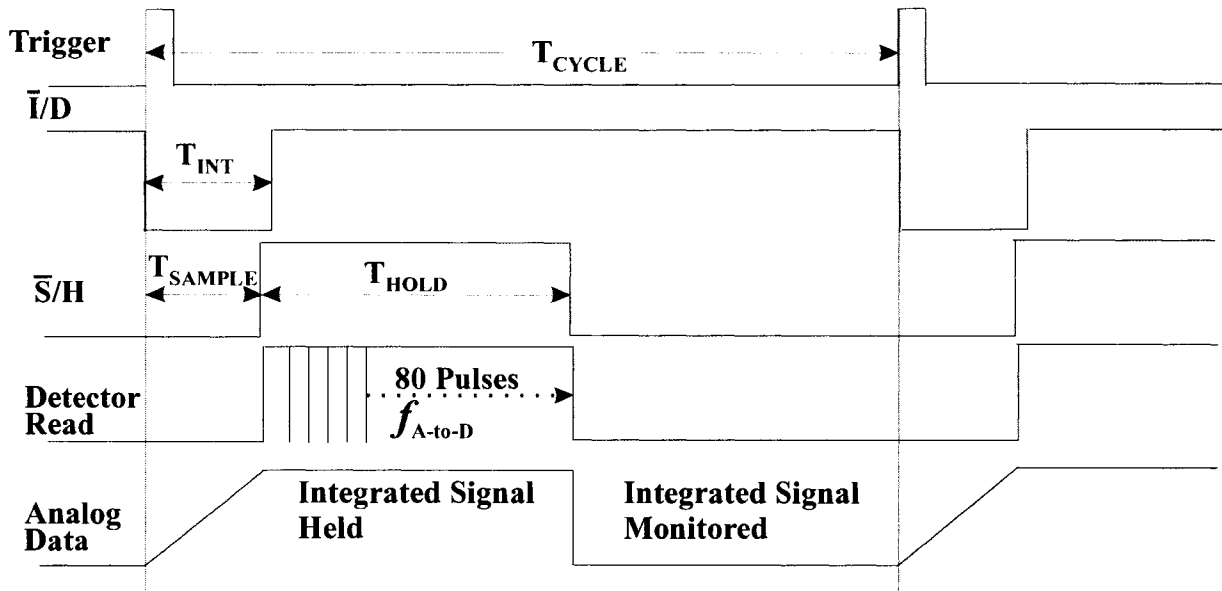 Trigger
T_CYCLE
Ī/D
T_INT
S̄/H
T_SAMPLE
T_HOLD
Detector
Read
80 Pulses
f_A-to-D
Analog
Data
Integrated Signal
Held
Integrated Signal
Monitored